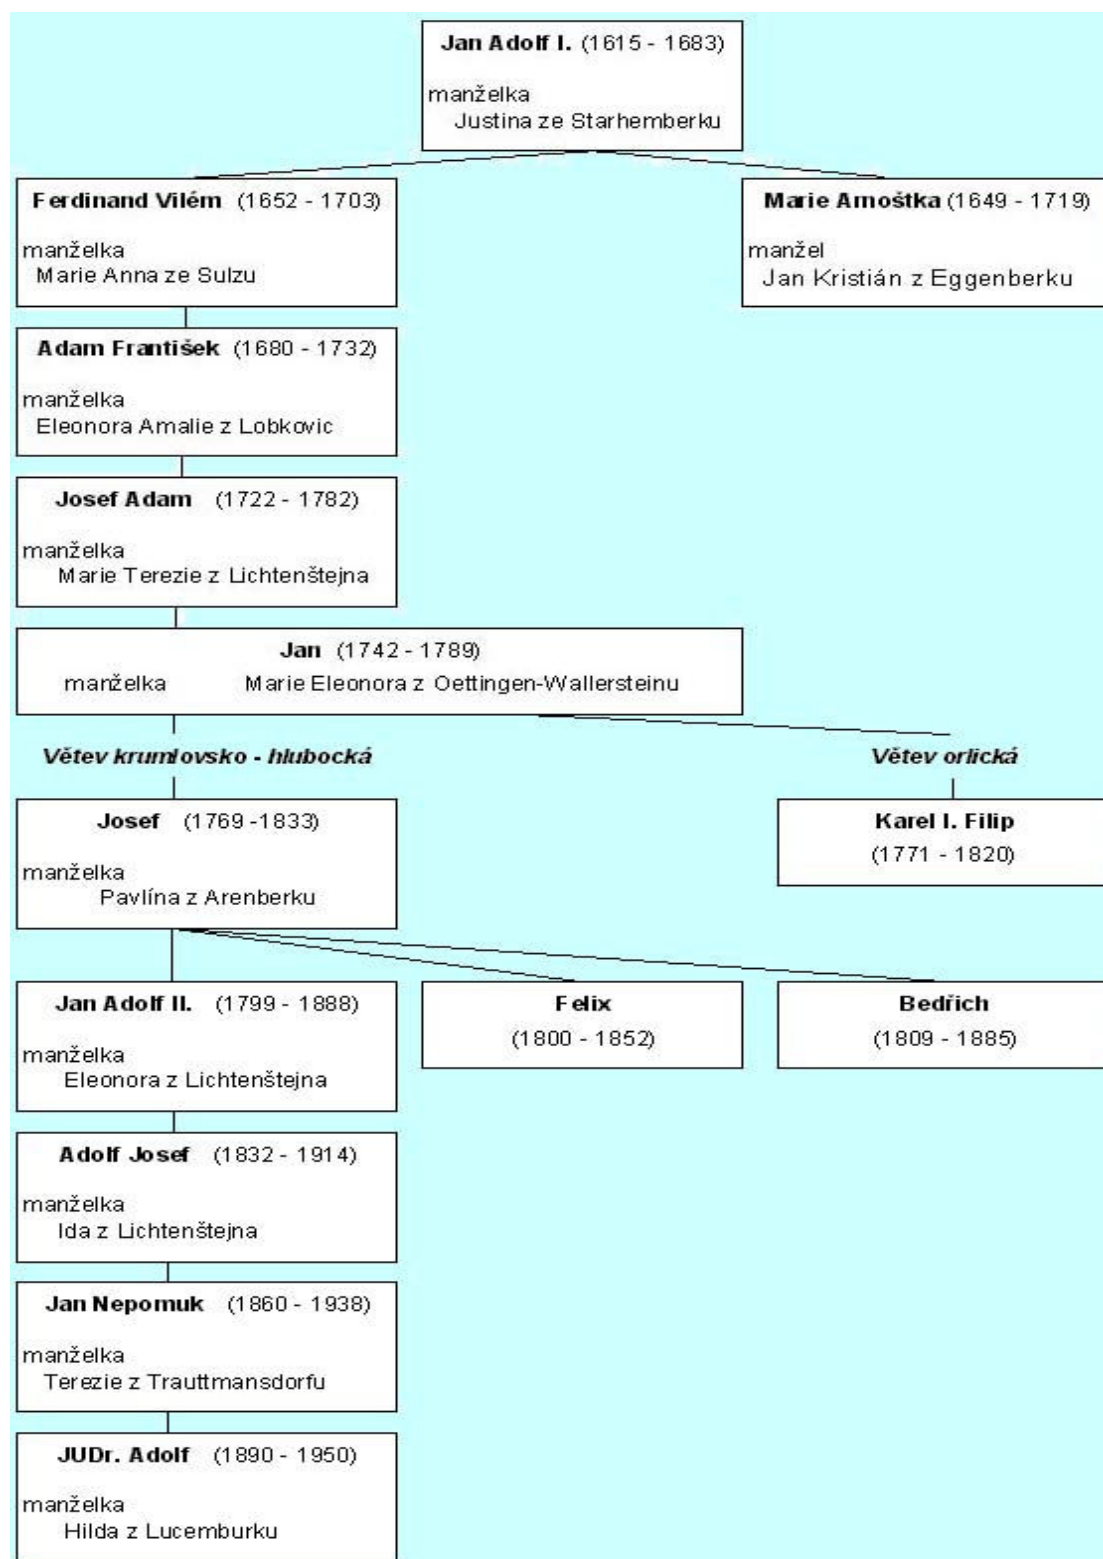 Jan Adolf I. (1615 - 1683)
manželka
Justina ze Starhemberku
Ferdinand Vilém (1652 - 1703)
manželka
Marie Anna ze Sulzu
Marie Arnoštka (1649 - 1719)
manžel
Jan Kristián z Eggenberku
Adam František (1680 - 1732)
manželka
Eleonora Amalie z Lobkovic
Josef Adam (1722 - 1782)
manželka
Marie Terezie z Lichtenštejna
Jan (1742 - 1789)
manželka Marie Eleonora z Oettingen-Wallersteinu
Větev krumlovsko - hlubocká
Větev orlická
Josef (1769 -1833)
manželka
Pavlína z Arenberku
Karel I. Filip
(1771 - 1820)
Jan Adolf II. (1799 - 1888)
manželka
Eleonora z Lichtenštejna
Felix
(1800 - 1852)
Bedřich
(1809 - 1885)
Adolf Josef (1832 - 1914)
manželka
Ida z Lichtenštejna
Jan Nepomuk (1860 - 1938)
manželka
Terezie z Trauttmansdorfu
JUDr. Adolf (1890 - 1950)
manželka
Hilda z Lucemburku